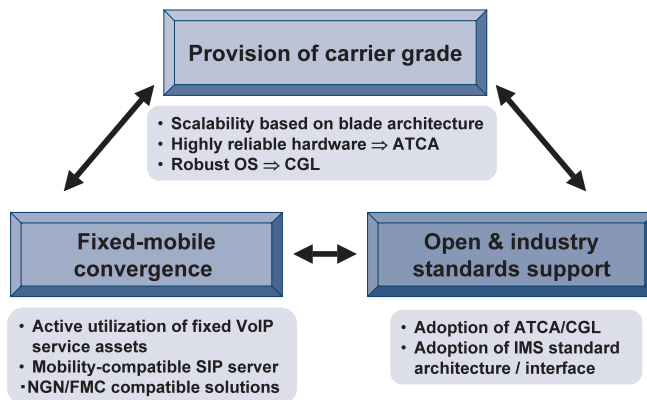 Provision of carrier grade
• Scalability based on blade architecture
• Highly reliable hardware ⇒ ATCA
• Robust OS ⇒ CGL
Fixed-mobile
convergence
• Active utilization of fixed VoIP
service assets
• Mobility-compatible SIP server
・NGN/FMC compatible solutions
Open & industry
standards support
• Adoption of ATCA/CGL
• Adoption of IMS standard
architecture / interface